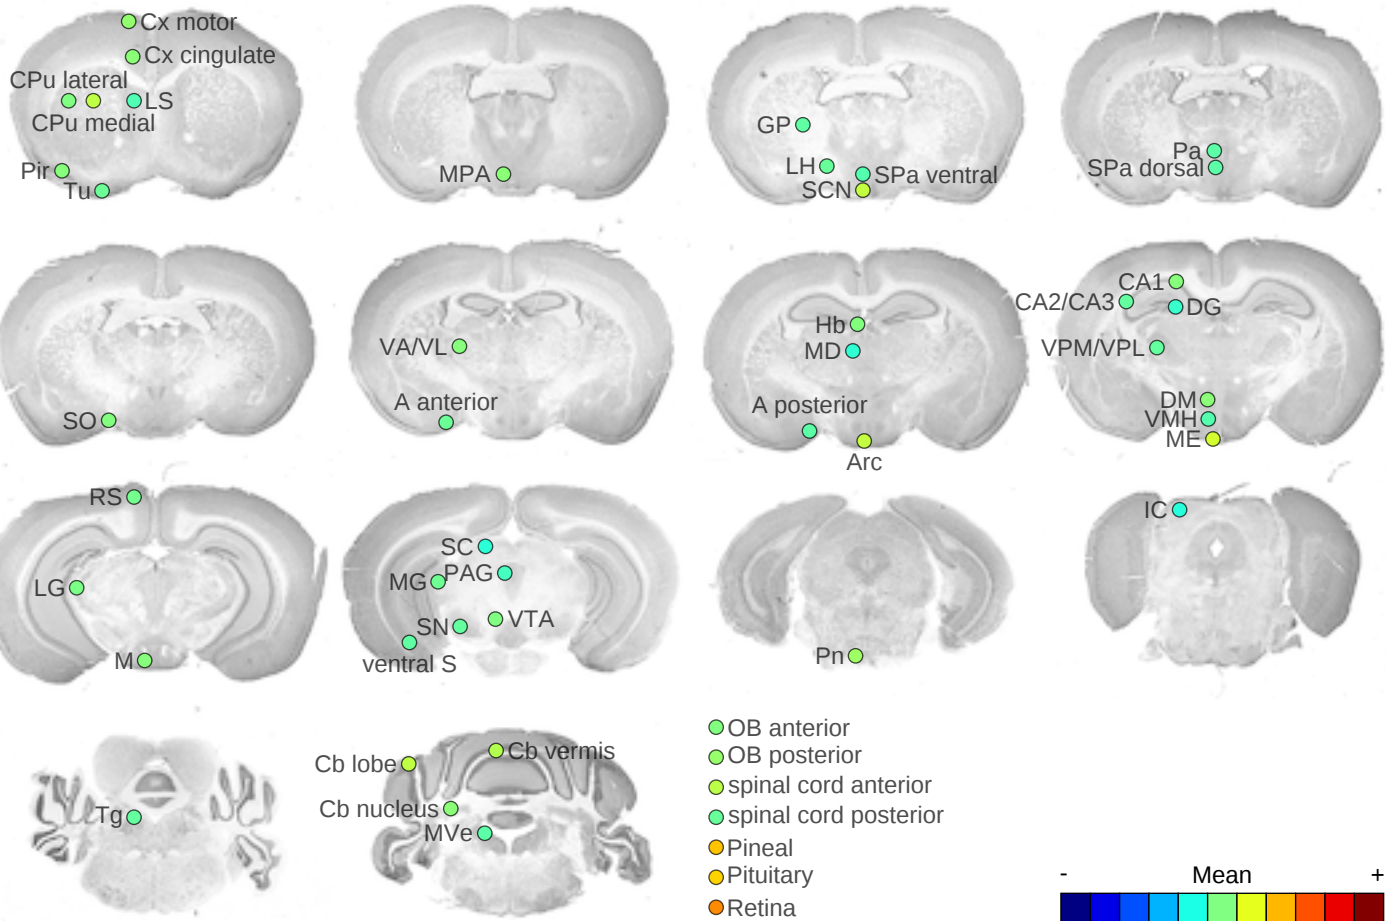 Cx motor
Cx cingulate
CPu lateral
LS
CPu medial
Pir
Tu
MPA
GP
LH
SPa ventral
SCN
Pa
SPa dorsal
SO
VA/VL
A anterior
Hb
MD
A posterior
Arc
CA1
CA2/CA3
DG
VPM/VPL
DM
VMH
ME
RS
LG
M
SC
PAG
MG
VTA
SN
ventral S
Pn
IC
Tg
Cb lobe
Cb vermis
Cb nucleus
MVe
OB anterior
OB posterior
spinal cord anterior
spinal cord posterior
Pineal
Pituitary
Retina
- Mean +